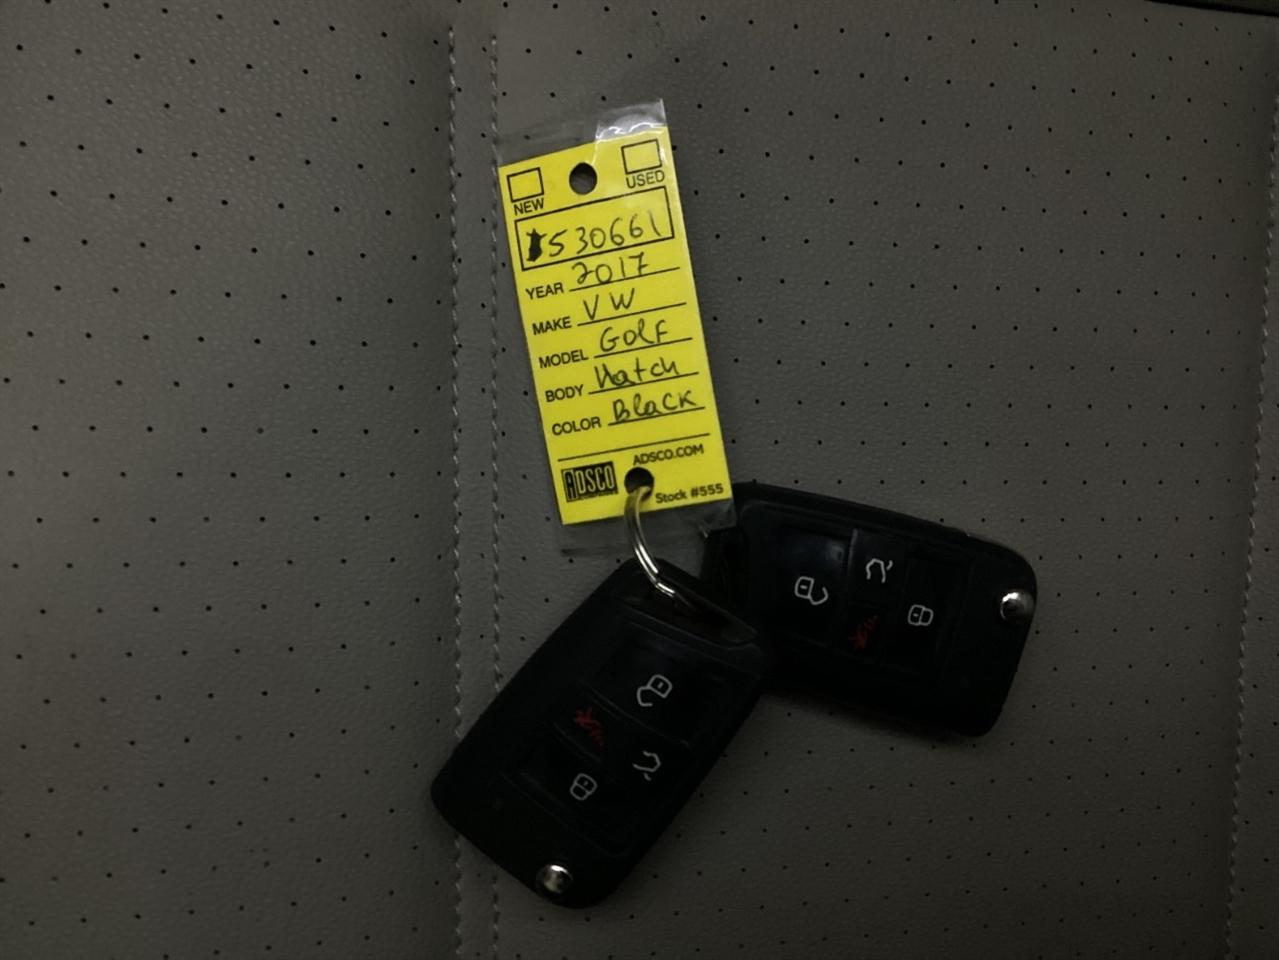 NEW USED
530661
YEAR 2017
MAKE VW
MODEL Golf
BODY Hatch
COLOR Black
ADSCO.COM
ADSCO Stock #555